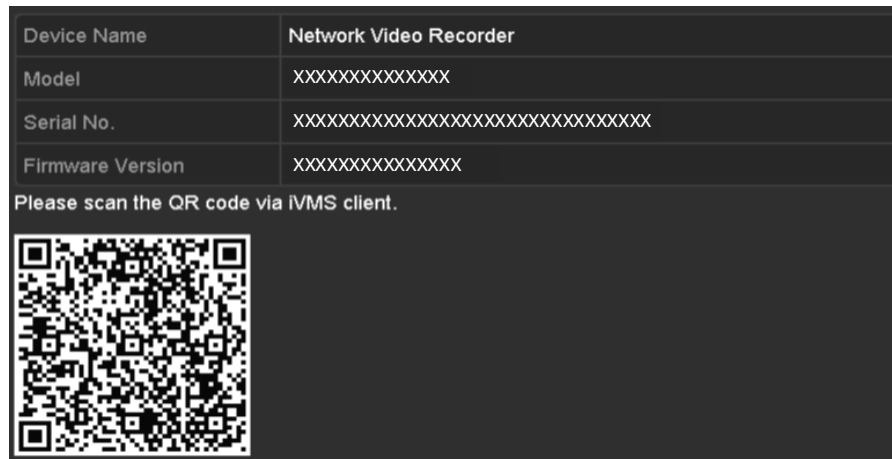 Device Name Network Video Recorder
Model XXXXXXXXXXXXXX
Serial No. XXXXXXXXXXXXXXXXXXXXXXXXXXXXXXXX
Firmware Version XXXXXXXXXXXXXXX
Please scan the QR code via iVMS client.